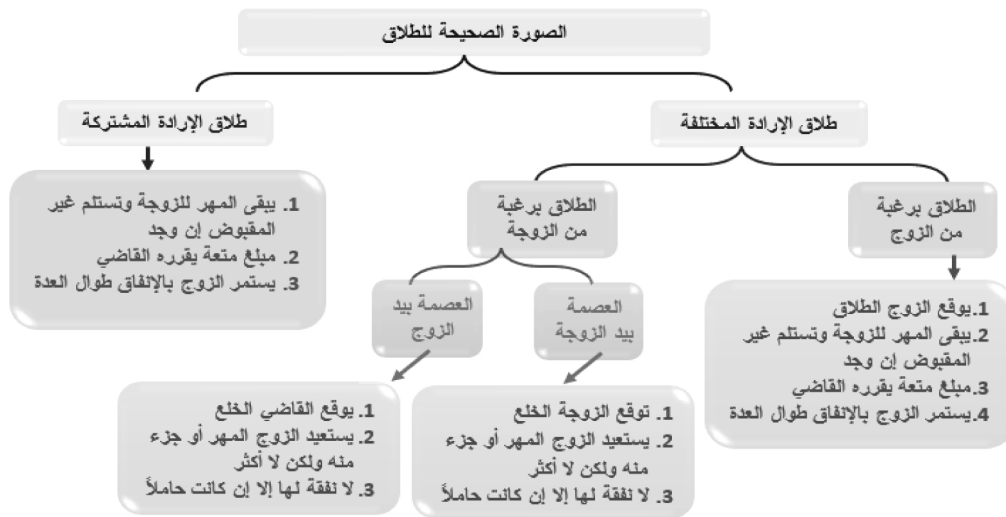 الصورة الصحيحة للطلاق
طلاق الإرادة المختلفة
طلاق الإرادة المشتركة
الطلاق برغبة
من الزوج
الطلاق برغبة
من الزوجة
1. يبقى المهر للزوجة وتستلم غير
المقبوض إن وجد
2. مبلغ متعة يقرره القاضي
3. يستمر الزوج بالإنفاق طوال العدة
العصمة
بيد الزوجة
العصمة بيد
الزوج
1. يوقع الزوج الطلاق
2. يبقى المهر للزوجة وتستلم غير
المقبوض إن وجد
3. مبلغ متعة يقرره القاضي
4. يستمر الزوج بالإنفاق طوال العدة
1. توقع الزوجة الخلع
2. يستعيد الزوج المهر أو جزء
منه ولكن لا أكثر
3. لا نفقة لها إلا إن كانت حاملاً
1. يوقع القاضي الخلع
2. يستعيد الزوج المهر أو جزء
منه ولكن لا أكثر
3. لا نفقة لها إلا إن كانت حاملاً